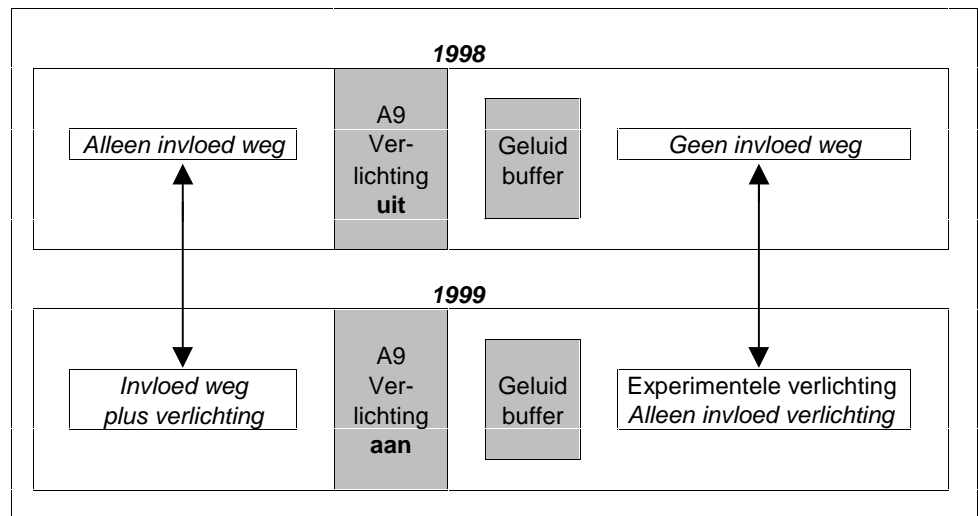 1998
Alleen invloed weg
A9
Ver-
lichting
uit
Geluid
buffer
Geen invloed weg
1999
Invloed weg
plus verlichting
A9
Ver-
lichting
aan
Geluid
buffer
Experimentele verlichting
Alleen invloed verlichting